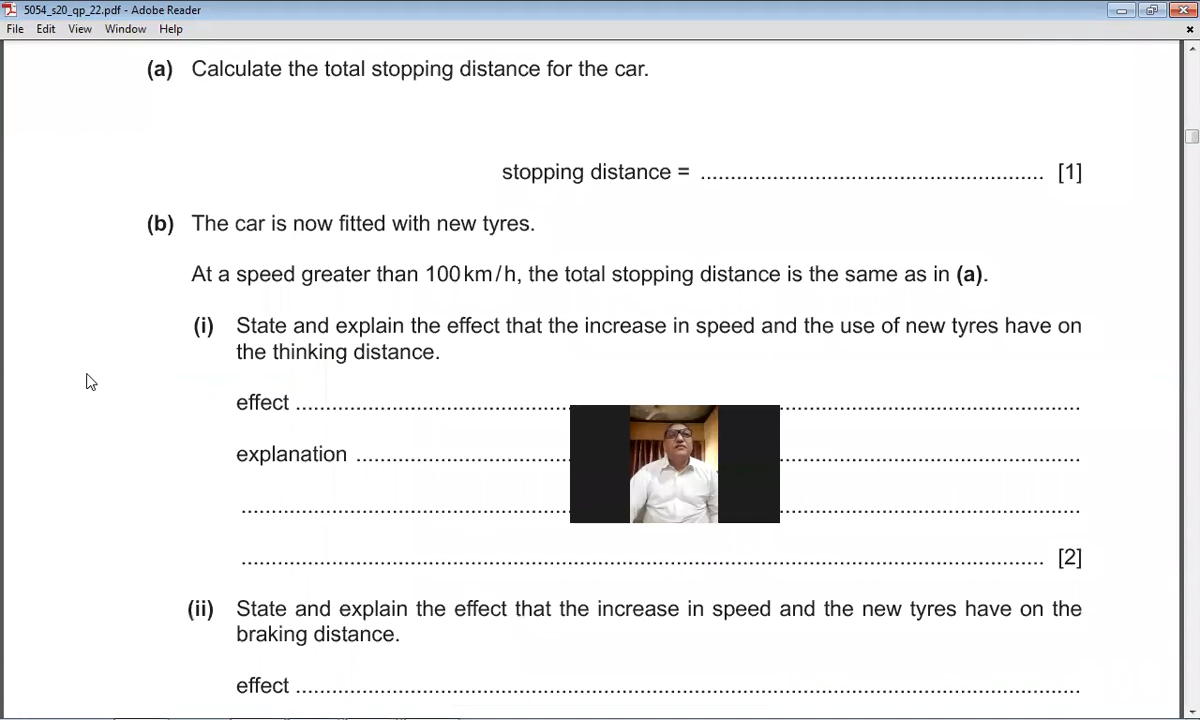 5054_s20_qp_22.pdf - Adobe Reader
File Edit View Window Help
(a) Calculate the total stopping distance for the car.
stopping distance = ......................................................... [1]
(b) The car is now fitted with new tyres.
At a speed greater than 100 km/h, the total stopping distance is the same as in (a).
(i) State and explain the effect that the increase in speed and the use of new tyres have on
the thinking distance.
effect ..............................................................................
explanation ..............................................................................
..............................................................................
.............................................................................. [2]
(ii) State and explain the effect that the increase in speed and the new tyres have on the
braking distance.
effect ..............................................................................